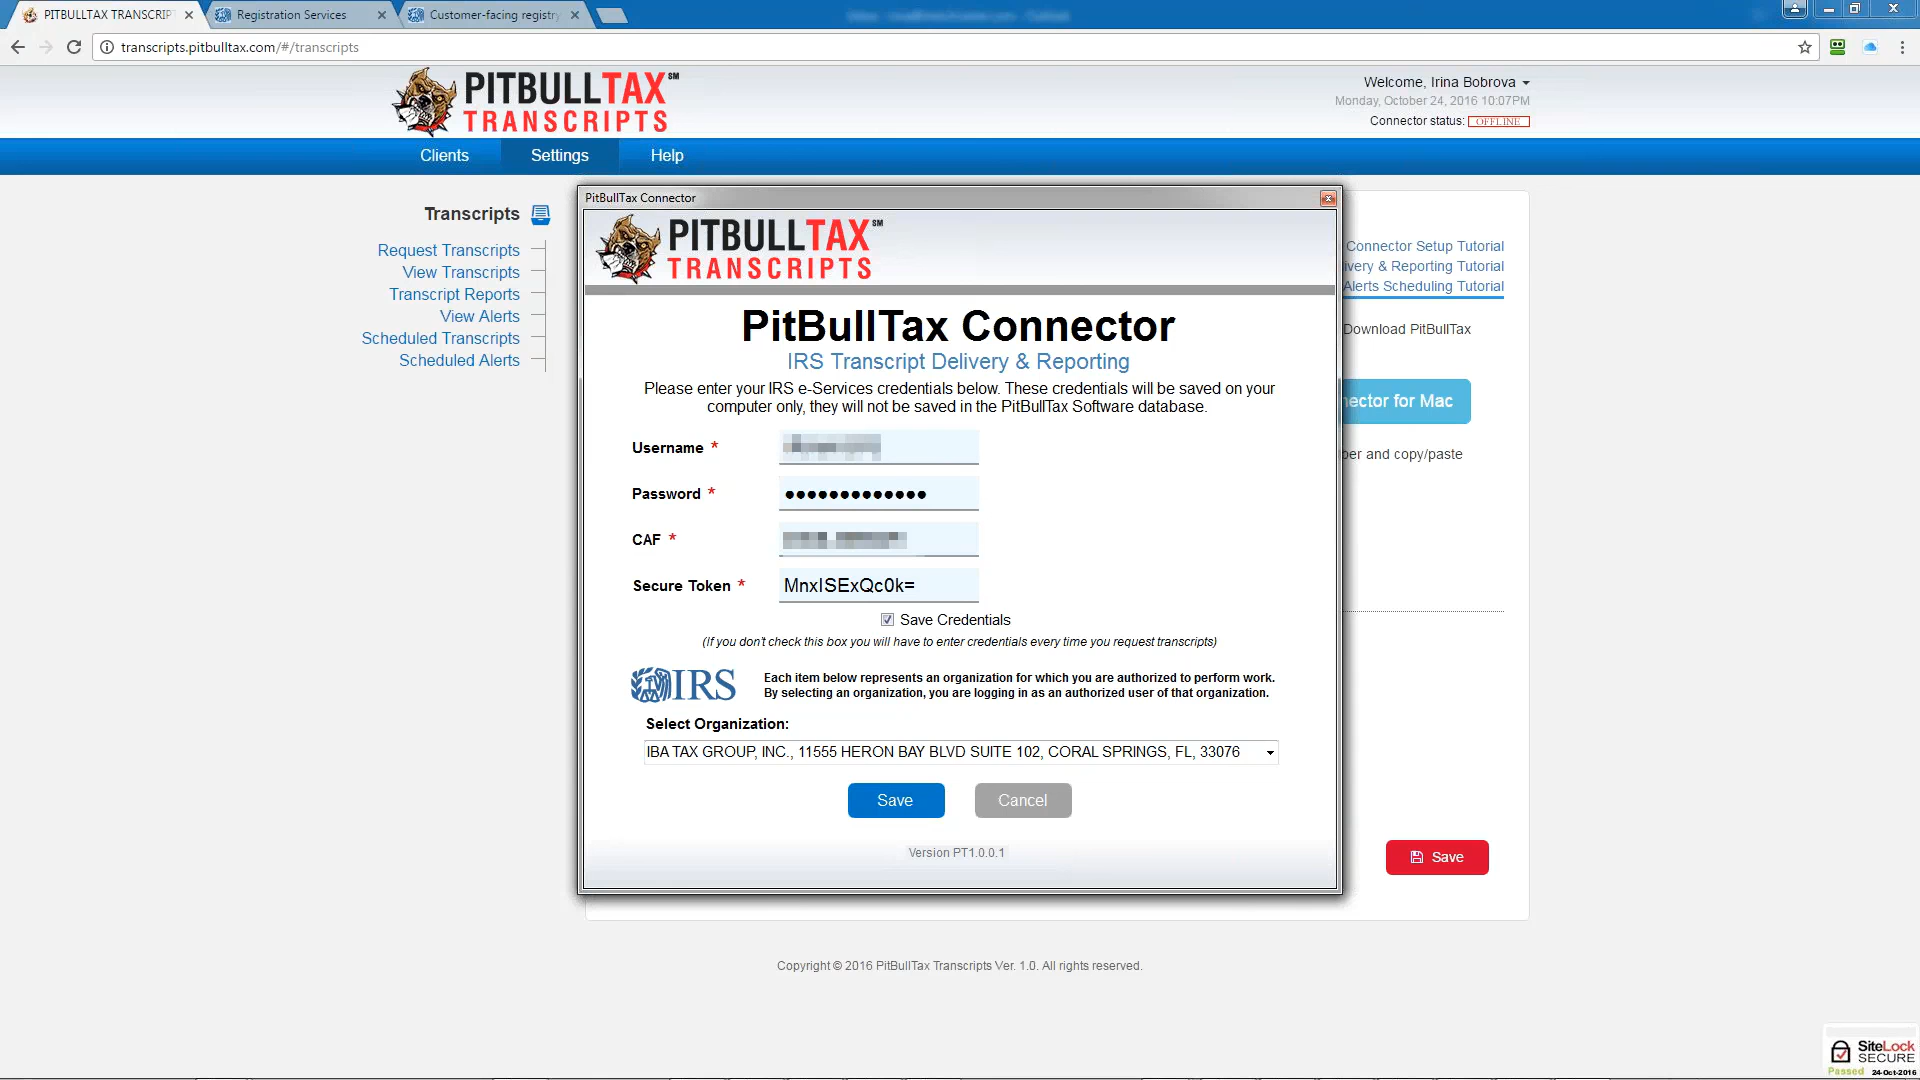 PITBULLTAX TRANSCRIP
Registration Services
Customer-facing registry
transcripts.pitbulltax.com/#/transcripts
PITBULLTAX SM
TRANSCRIPTS
Welcome, Irina Bobrova
Monday, October 24, 2016 10:07PM
Connector status: OFFLINE
Clients
Settings
Help
Transcripts
Request Transcripts
View Transcripts
Transcript Reports
View Alerts
Scheduled Transcripts
Scheduled Alerts
PitBullTax Connector
PITBULLTAX SM
TRANSCRIPTS
PitBullTax Connector
IRS Transcript Delivery & Reporting
Please enter your IRS e-Services credentials below. These credentials will be saved on your
computer only, they will not be saved in the PitBullTax Software database.
Username *
Password *
CAF *
Secure Token * MnxISExQc0k=
Save Credentials
(If you don't check this box you will have to enter credentials every time you request transcripts)
IRS
Each item below represents an organization for which you are authorized to perform work.
By selecting an organization, you are logging in as an authorized user of that organization.
Select Organization:
IBA TAX GROUP, INC., 11555 HERON BAY BLVD SUITE 102, CORAL SPRINGS, FL, 33076
Save
Cancel
Version PT1.0.0.1
Connector Setup Tutorial
ivery & Reporting Tutorial
Alerts Scheduling Tutorial
Download PitBullTax
nector for Mac
ber and copy/paste
Save
Copyright © 2016 PitBullTax Transcripts Ver. 1.0. All rights reserved.
SiteLock
SECURE
Passed 24-Oct-2016